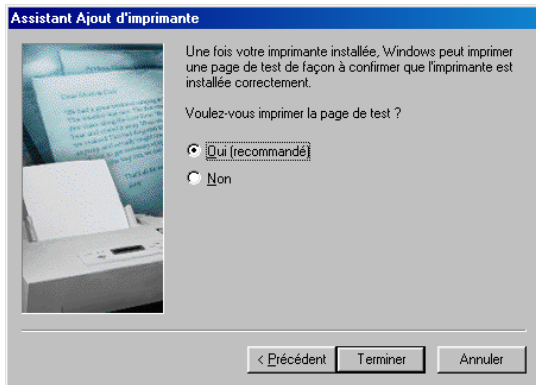 Assistant Ajout d'imprimante
Une fois votre imprimante installée, Windows peut imprimer
une page de test de façon à confirmer que l'imprimante est
installée correctement.
Voulez-vous imprimer la page de test ?
Oui (recommandé)
Non
< Précédent
Terminer
Annuler